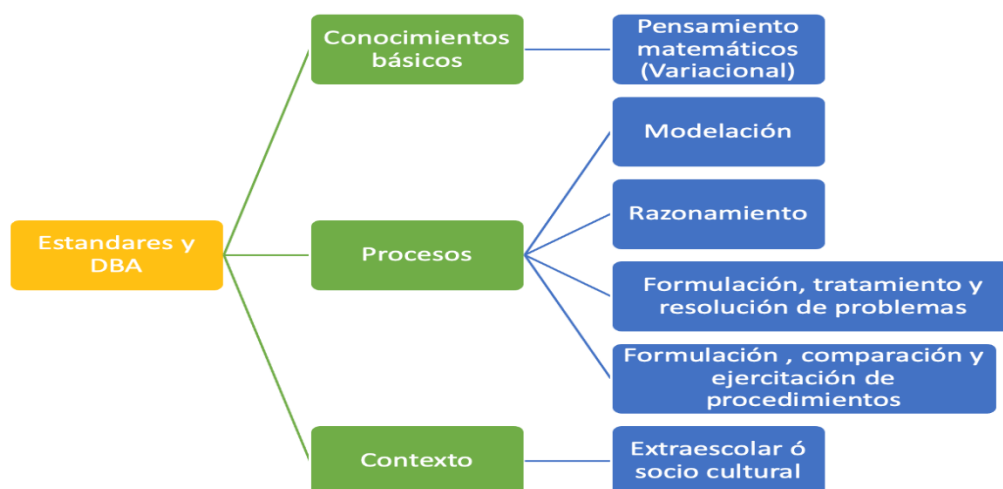 Estandares y
DBA
Conocimientos
básicos
Pensamiento
matemáticos
(Variacional)
Procesos
Modelación
Razonamiento
Formulación, tratamiento y
resolución de problemas
Formulación , comparación y
ejercitación de
procedimientos
Contexto
Extraescolar ó
socio cultural